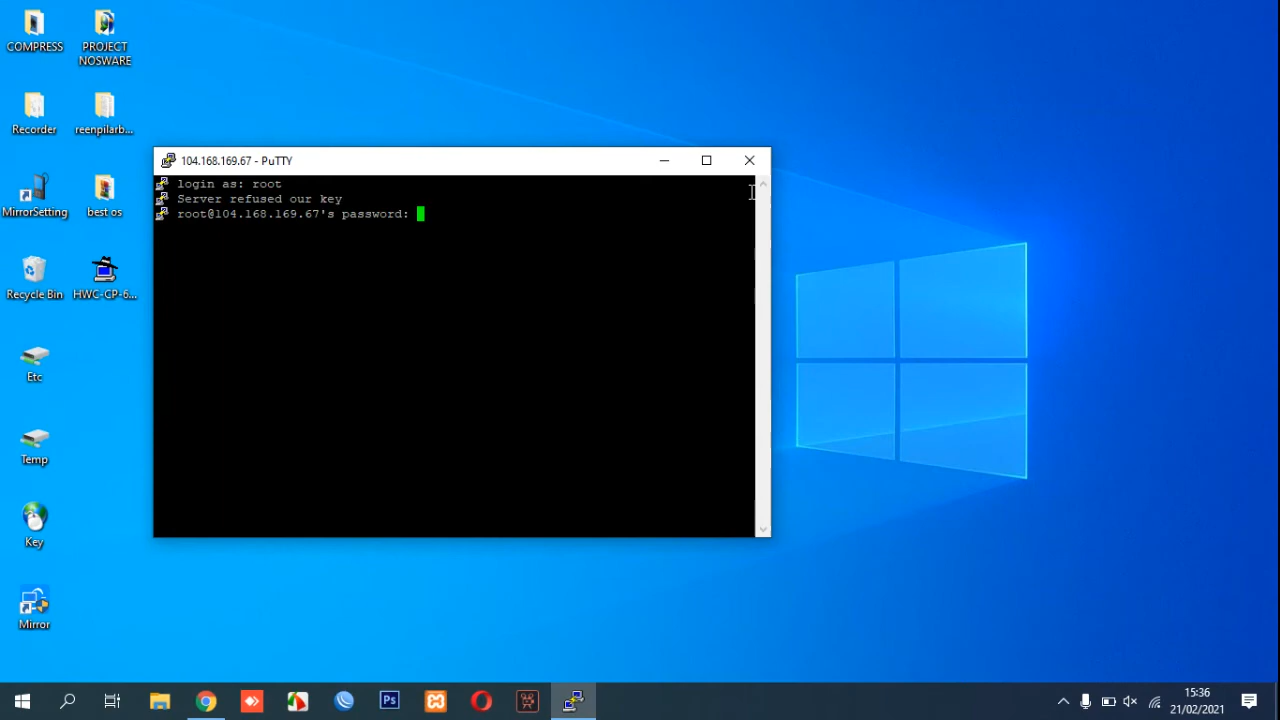 COMPRESS
PROJECT
NOSWARE
Recorder
reenpilarb...
MirrorSetting
best os
Recycle Bin
HWC-CP-6...
Etc
Temp
Key
Mirror
104.168.169.67 - PuTTY
login as: root
Server refused our key
root@104.168.169.67's password:
Ps
15:36
21/02/2021